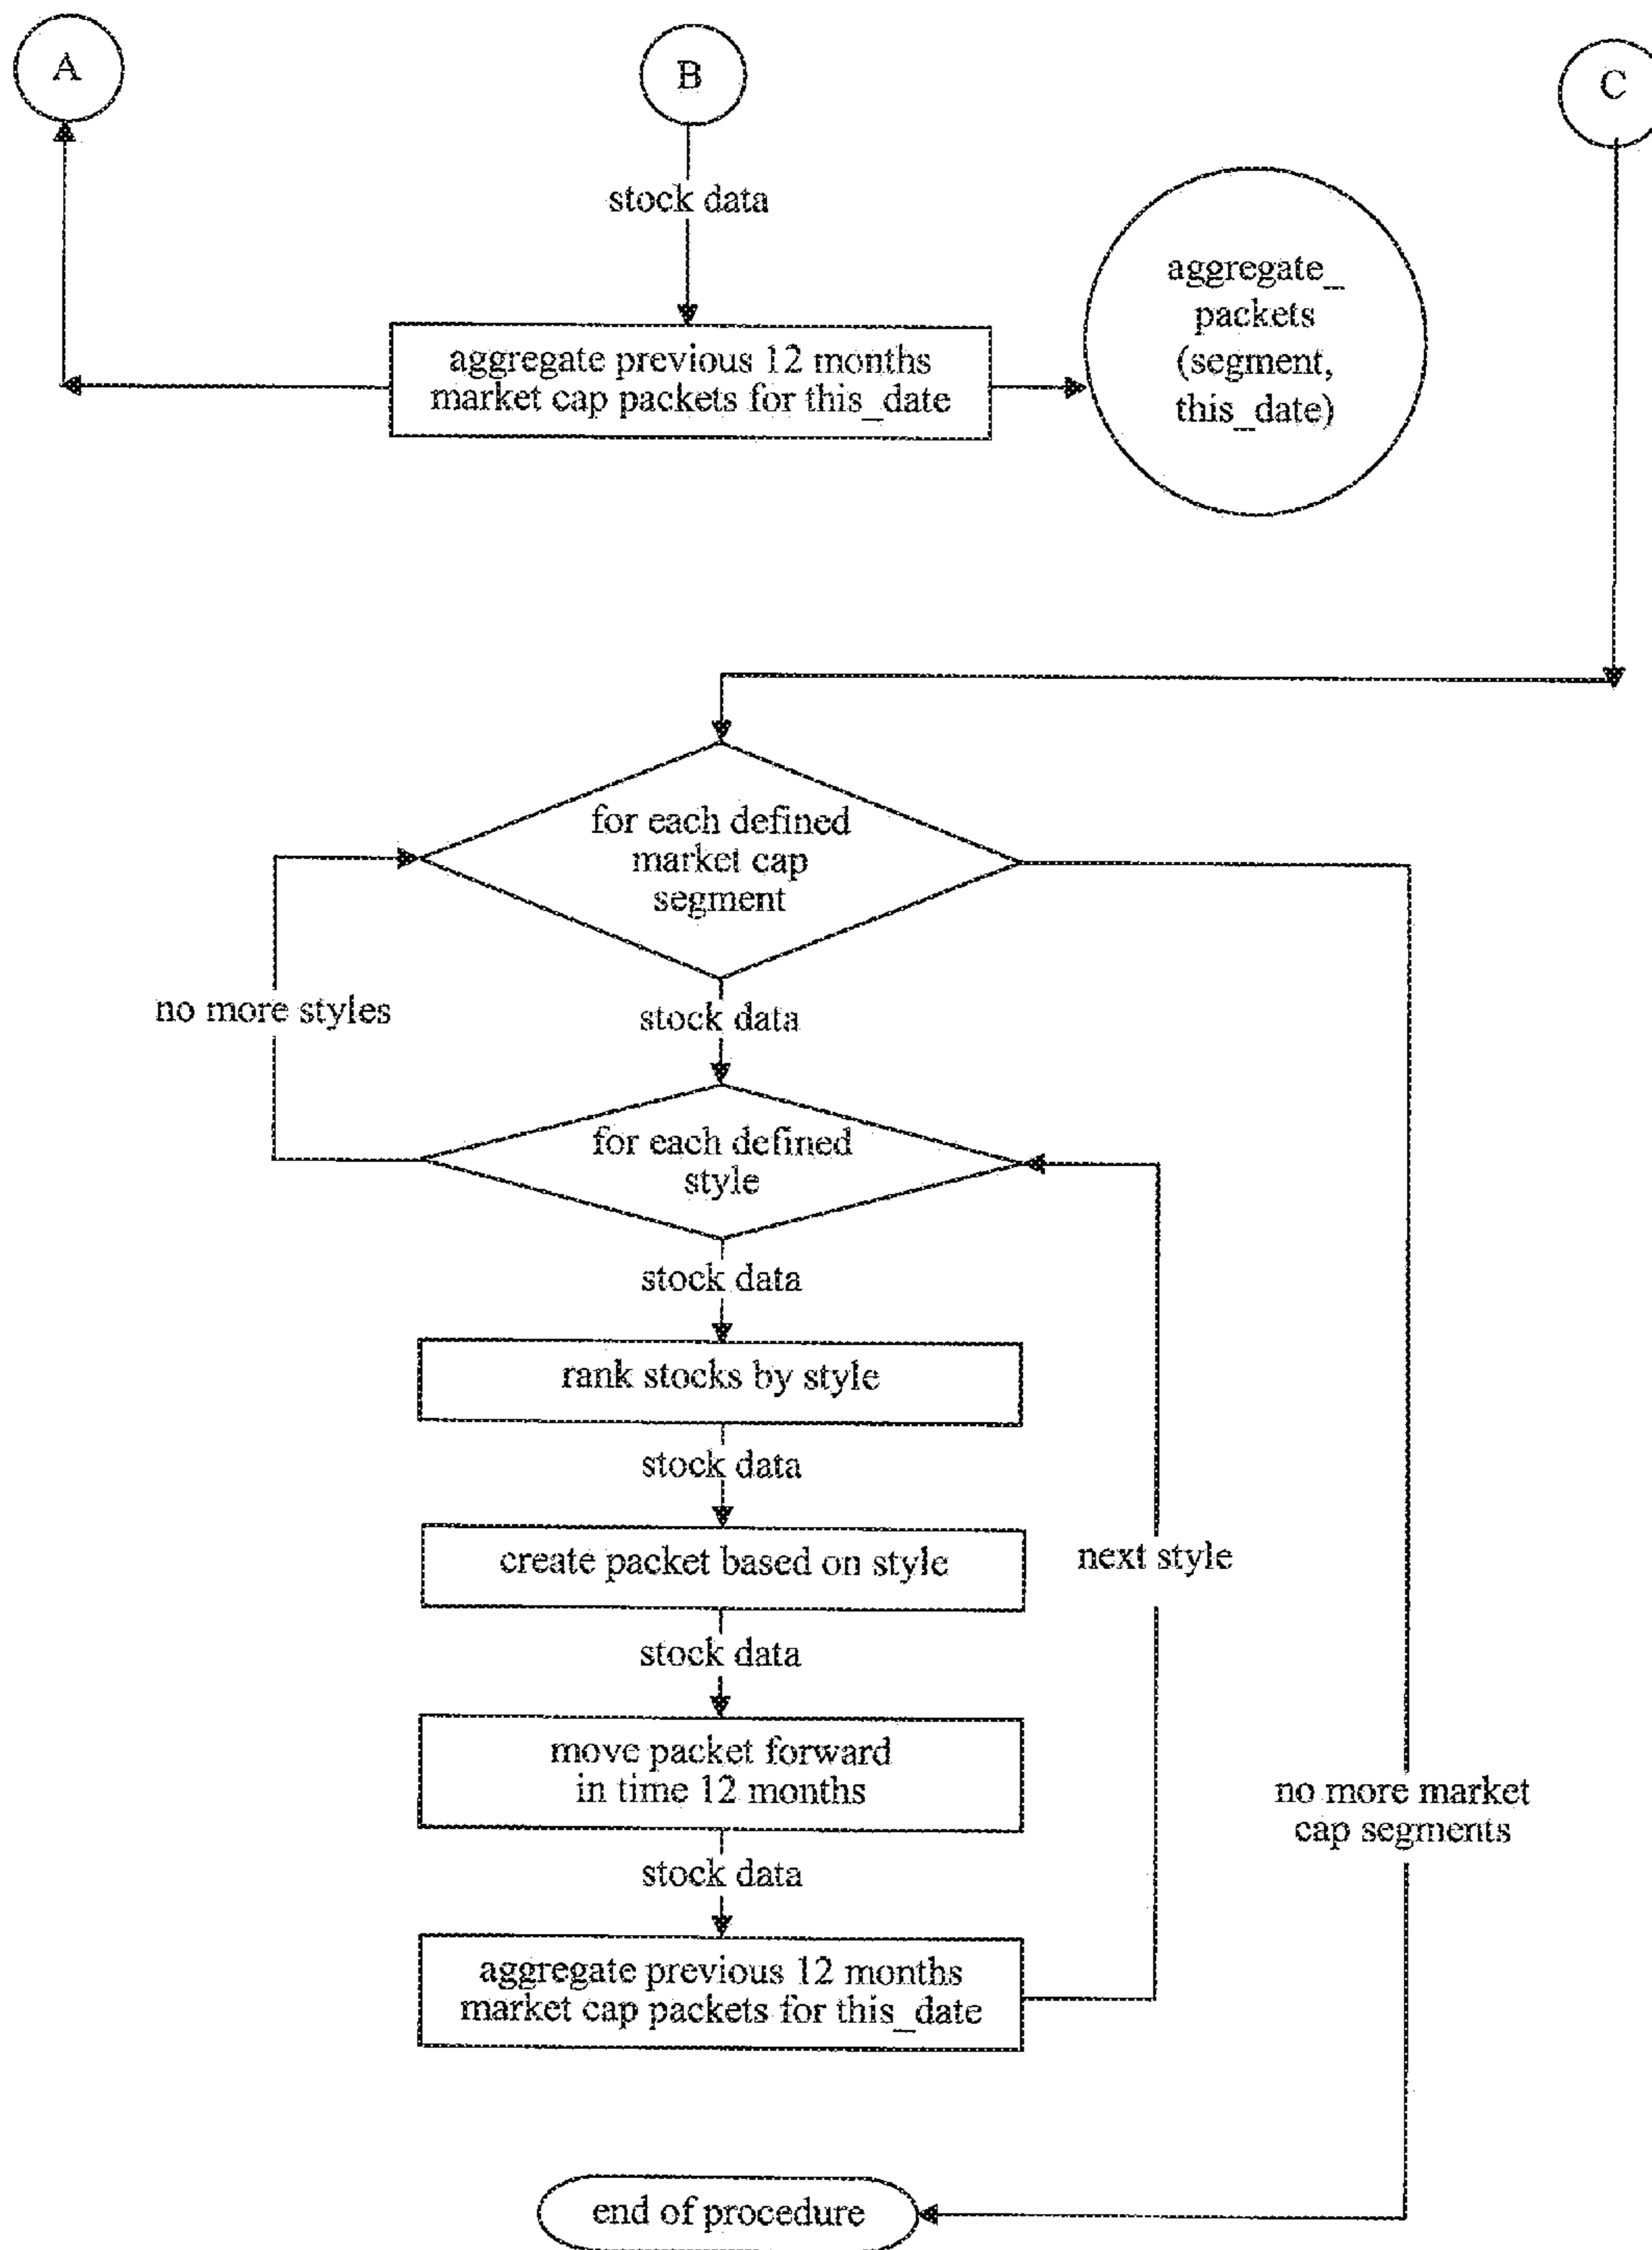 A
B
C
stock data
aggregate_
packets
(segment,
this_date)
aggregate previous 12 months
market cap packets for this_date
for each defined
market cap
segment
no more styles
stock data
for each defined
style
stock data
rank stocks by style
stock data
create packet based on style
next style
stock data
move packet forward
in time 12 months
no more market
cap segments
stock data
aggregate previous 12 months
market cap packets for this_date
end of procedure